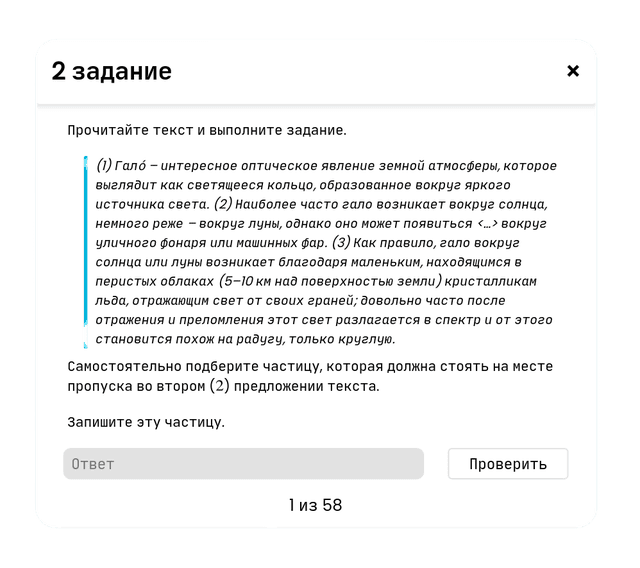 2 задание
×
Прочитайте текст и выполните задание.
(1) Гало́ – интересное оптическое явление земной атмосферы, которое
выглядит как светящееся кольцо, образованное вокруг яркого
источника света. (2) Наиболее часто гало возникает вокруг солнца,
немного реже – вокруг луны, однако оно может появиться <...> вокруг
уличного фонаря или машинных фар. (3) Как правило, гало вокруг
солнца или луны возникает благодаря маленьким, находящимся в
перистых облаках (5–10 км над поверхностью земли) кристалликам
льда, отражающим свет от своих граней; довольно часто после
отражения и преломления этот свет разлагается в спектр и от этого
становится похож на радугу, только круглую.
Самостоятельно подберите частицу, которая должна стоять на месте
пропуска во втором (2) предложении текста.
Запишите эту частицу.
Ответ
Проверить
1 из 58